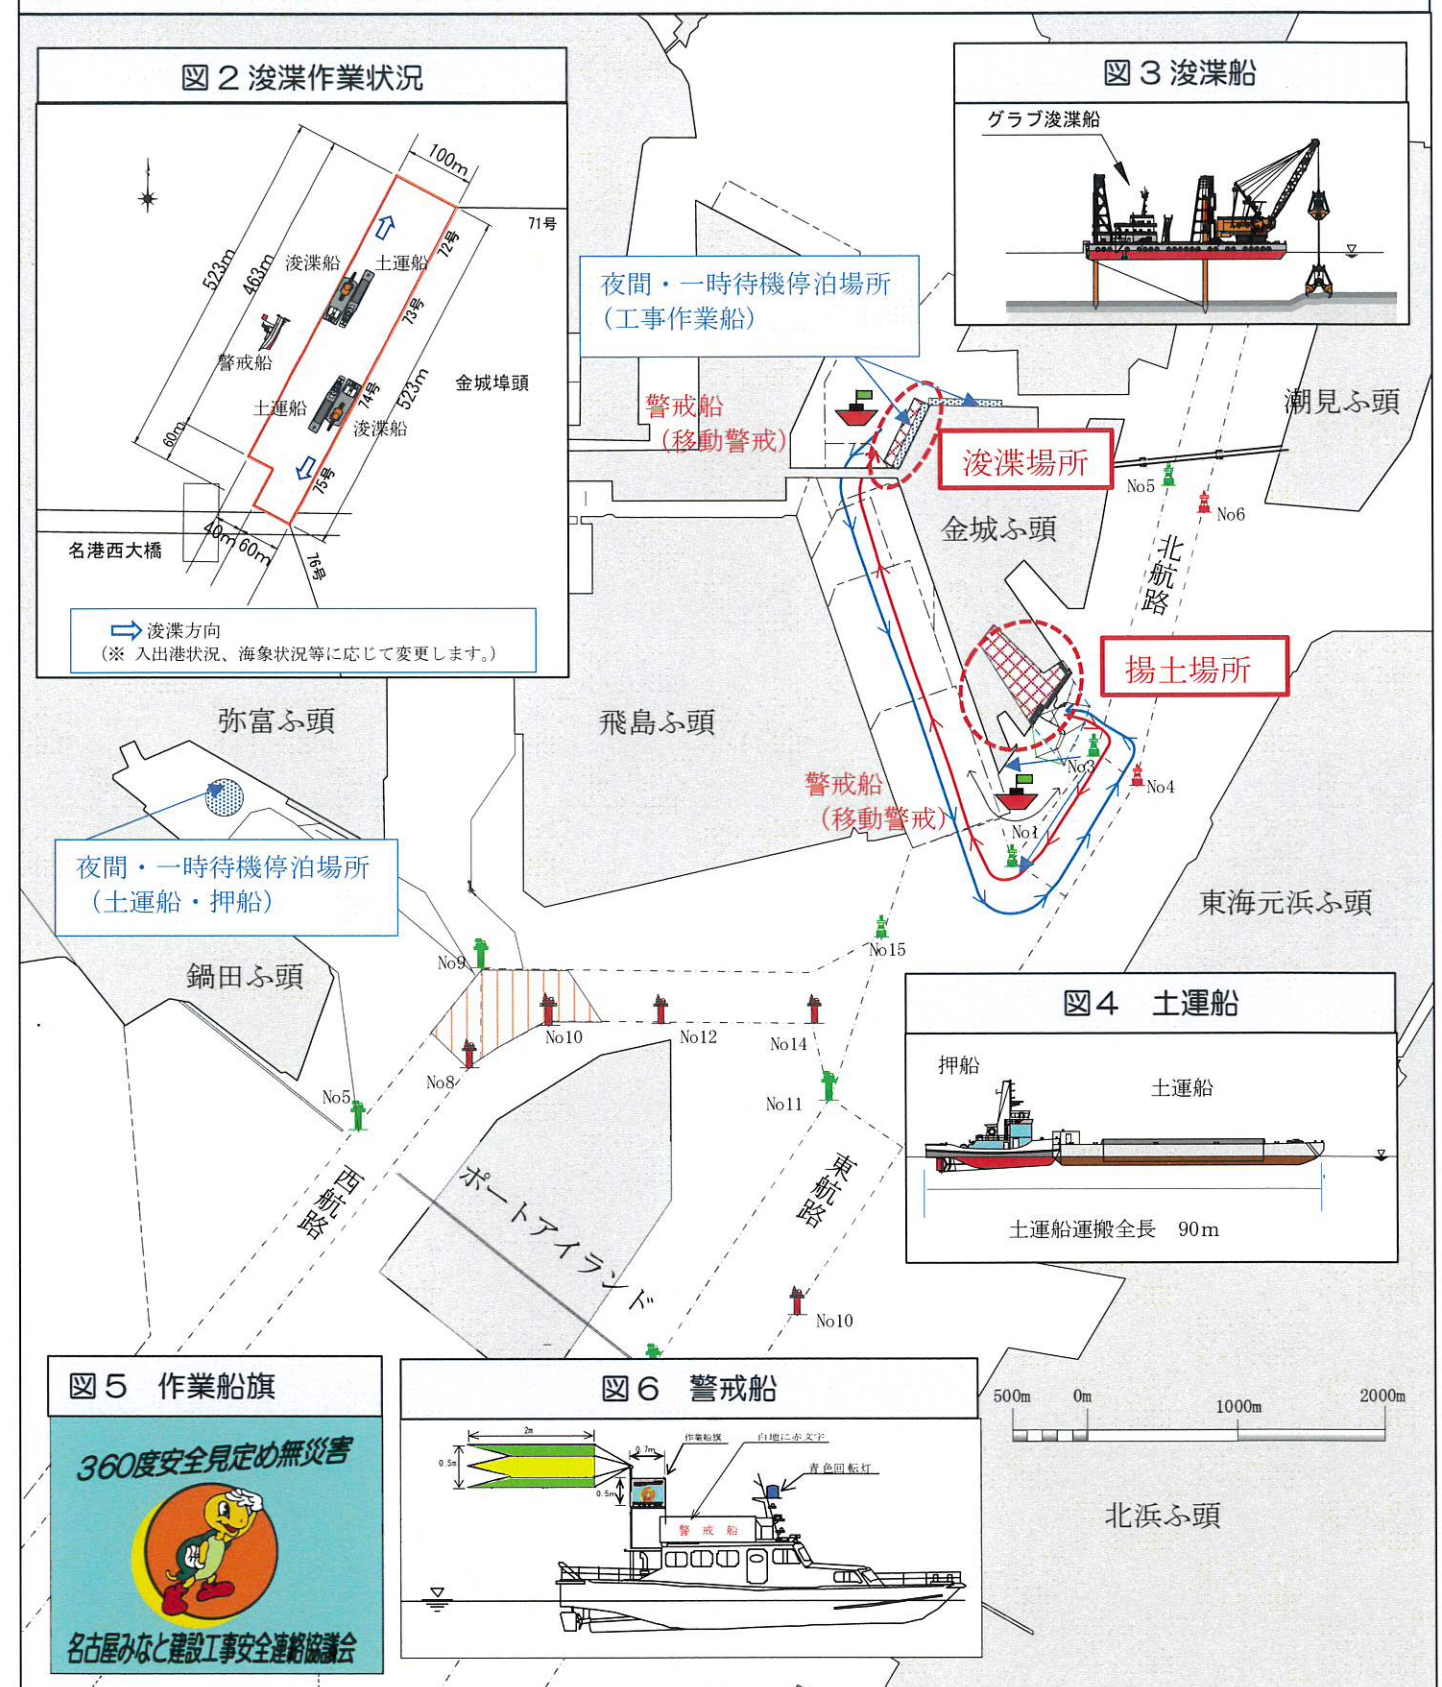 図２浚渫作業状況
100m
71号
523m
463m
浚渫船
土運船
72号
73号
警戒船
土運船
浚渫船
74号
523m
金城埠頭
60m
75号
40m
60m
名港西大橋
76号
浚渫方向
(※ 入出港状況、海象状況等に応じて変更します。)
図３浚渫船
グラブ浚渫船
夜間・一時待機停泊場所
（工事作業船）
警戒船
（移動警戒）
浚渫場所
潮見ふ頭
No5
No6
金城ふ頭
北航路
揚土場所
弥富ふ頭
飛島ふ頭
No3
No4
警戒船
（移動警戒）
No1
夜間・一時待機停泊場所
（土運船・押船）
東海元浜ふ頭
鍋田ふ頭
No9
No15
No10
No12
No14
No8
No5
No11
西航路
ポートアイランド
東航路
No10
図４　土運船
押船
土運船
土運船運搬全長　90m
図５　作業船旗
360度安全見定め無災害
名古屋みなと建設工事安全連絡協議会
図６　警戒船
2m
0.5m
0.7m
0.5m
作業船旗
白地に赤文字
青色回転灯
警戒船
500m
0m
1000m
2000m
北浜ふ頭